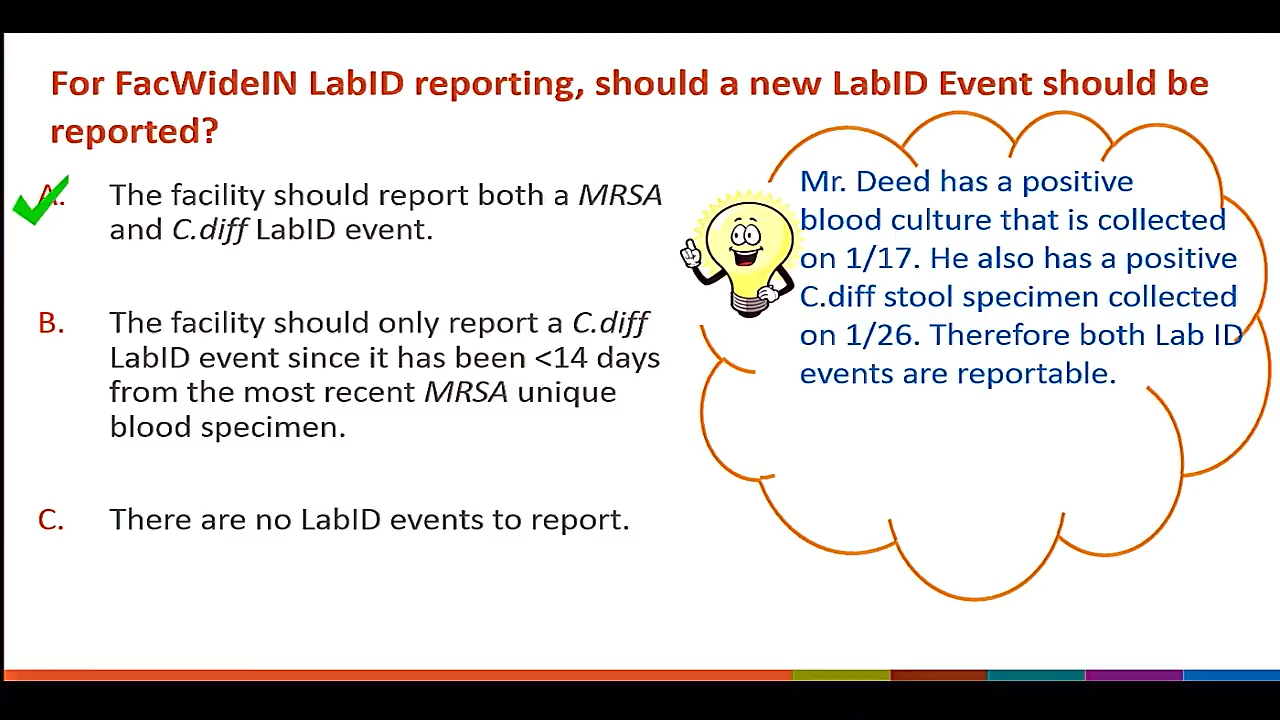 For FacWideIN LabID reporting, should a new LabID Event should be
reported?
A. The facility should report both a MRSA
and C.diff LabID event.
B. The facility should only report a C.diff
LabID event since it has been <14 days
from the most recent MRSA unique
blood specimen.
C. There are no LabID events to report.
Mr. Deed has a positive
blood culture that is collected
on 1/17. He also has a positive
C.diff stool specimen collected
on 1/26. Therefore both Lab ID
events are reportable.